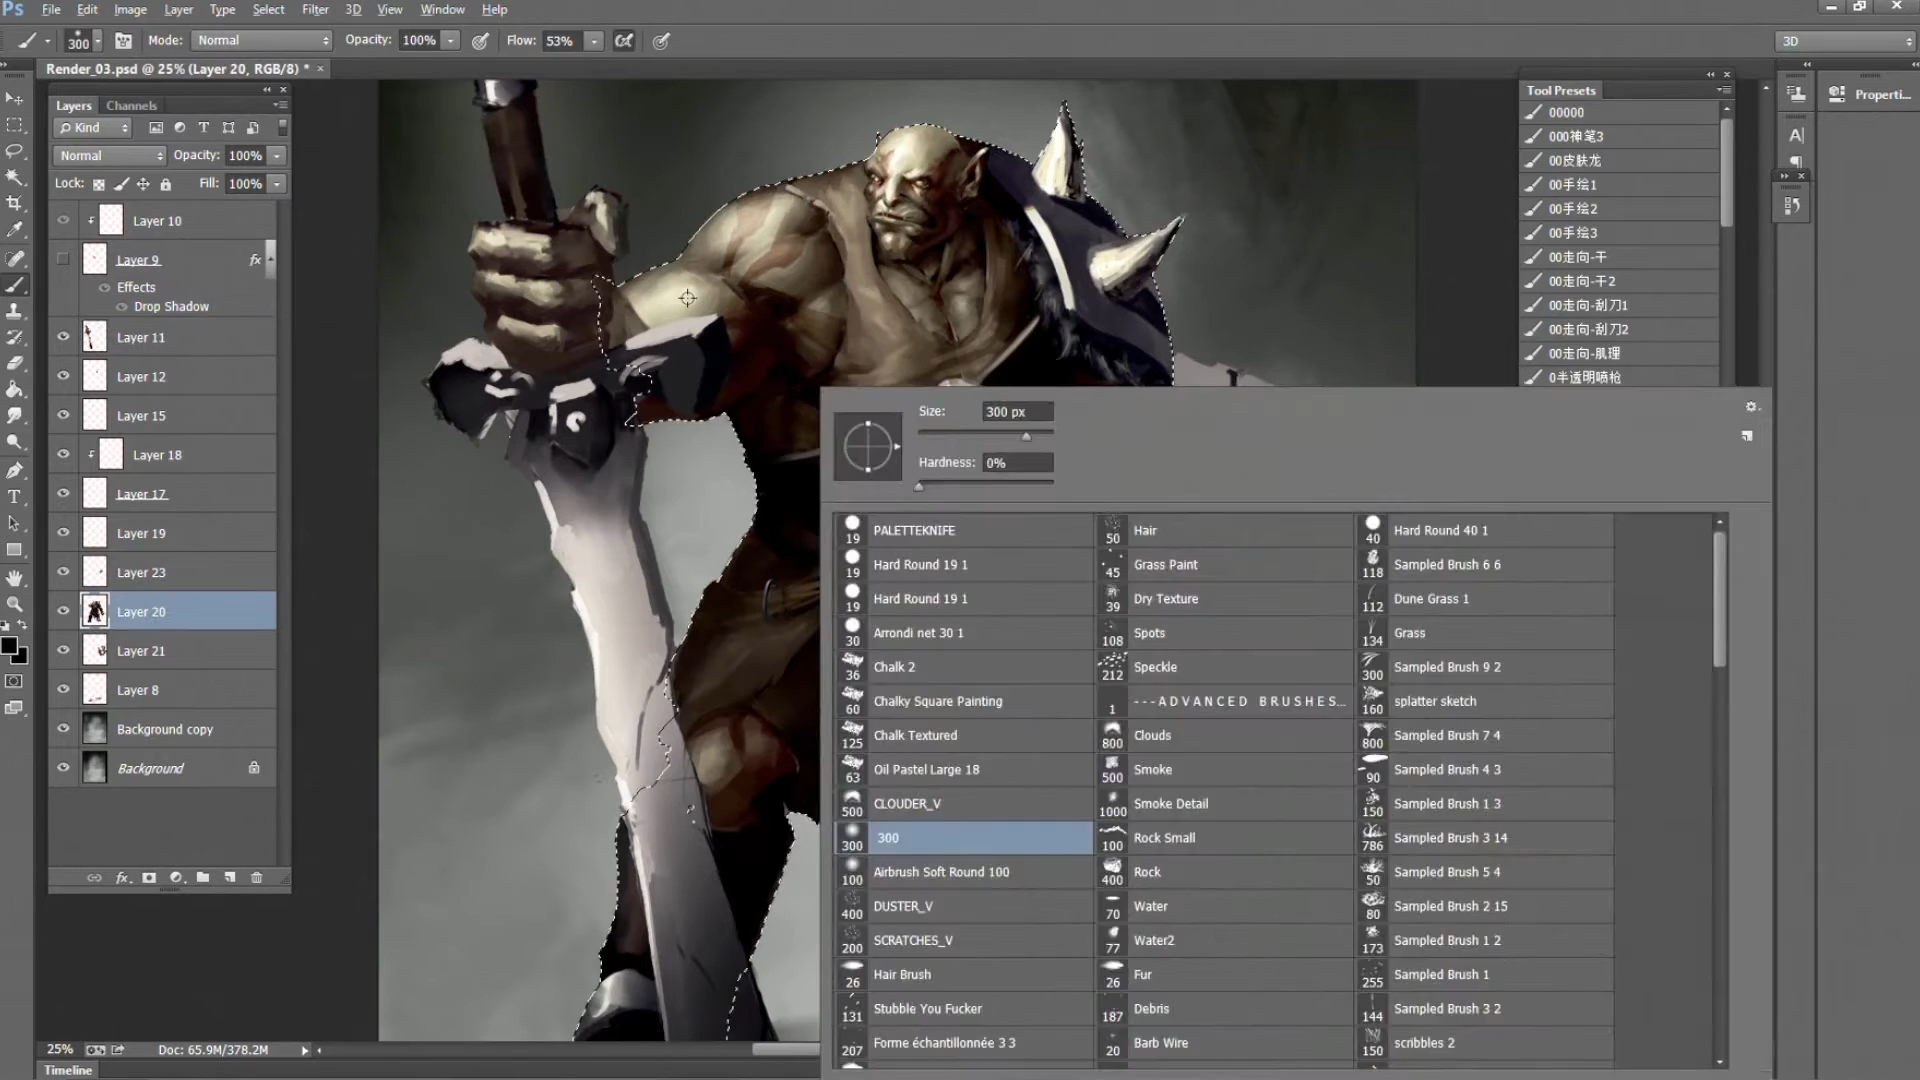 Ps File Edit Image Layer Type Select Filter 3D View Window Help
300 Mode: Normal Opacity: 100% Flow: 53% 3D
Render_03.psd @ 25% (Layer 20, RGB/8) * ×
Layers Channels
Kind
Normal Opacity: 100%
Lock: Fill: 100%
Layer 10
Layer 9 fx
Effects
Drop Shadow
Layer 11
Layer 12
Layer 15
Layer 18
Layer 17
Layer 19
Layer 23
Layer 20
Layer 21
Layer 8
Background copy
Background
fx
25% Doc: 65.9M/378.2M
Timeline
Tool Presets
00000
000神笔3
00皮肤龙
00手绘1
00手绘2
00手绘3
00走向-干
00走向-干2
00走向-刮刀1
00走向-刮刀2
00走向-肌理
0半透明喷枪
Properti...
Size: 300 px
Hardness: 0%
19 PALETTEKNIFE
19 Hard Round 19 1
19 Hard Round 19 1
30 Arrondi net 30 1
36 Chalk 2
60 Chalky Square Painting
125 Chalk Textured
63 Oil Pastel Large 18
500 CLOUDER_V
300 300
100 Airbrush Soft Round 100
400 DUSTER_V
200 SCRATCHES_V
26 Hair Brush
131 Stubble You Fucker
207 Forme échantillonnée 3 3
50 Hair
45 Grass Paint
39 Dry Texture
108 Spots
212 Speckle
1 ---ADVANCED BRUSHES...
800 Clouds
500 Smoke
1000 Smoke Detail
100 Rock Small
400 Rock
70 Water
77 Water2
26 Fur
187 Debris
20 Barb Wire
40 Hard Round 40 1
118 Sampled Brush 6 6
112 Dune Grass 1
134 Grass
300 Sampled Brush 9 2
160 splatter sketch
800 Sampled Brush 7 4
90 Sampled Brush 4 3
150 Sampled Brush 1 3
786 Sampled Brush 3 14
50 Sampled Brush 5 4
80 Sampled Brush 2 15
173 Sampled Brush 1 2
255 Sampled Brush 1
144 Sampled Brush 3 2
150 scribbles 2